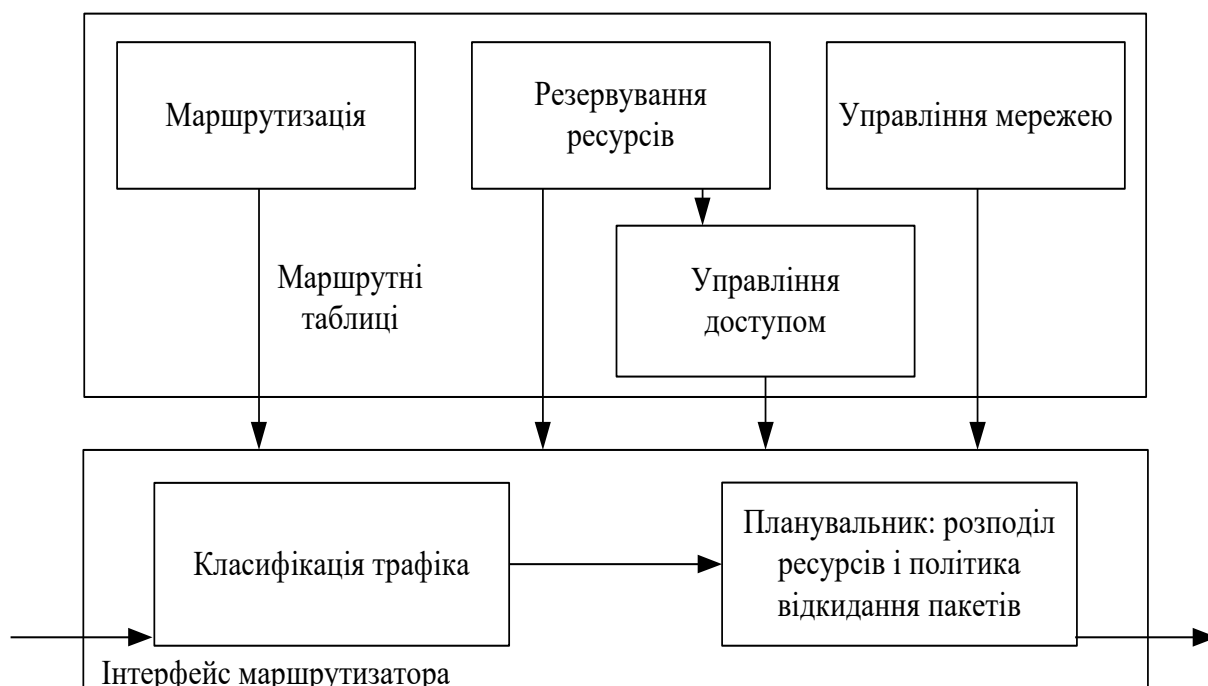 Маршрутизація
Резервування
ресурсів
Управління мережею
Маршрутні
таблиці
Управління
доступом
Класифікація трафіка
Планувальник: розподіл
ресурсів і політика
відкидання пакетів
Інтерфейс маршрутизатора